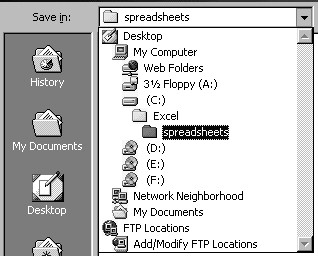 Save in:
spreadsheets
Desktop
My Computer
Web Folders
3½ Floppy (A:)
(C:)
Excel
spreadsheets
(D:)
(E:)
(F:)
Network Neighborhood
My Documents
FTP Locations
Add/Modify FTP Locations
History
My Documents
Desktop